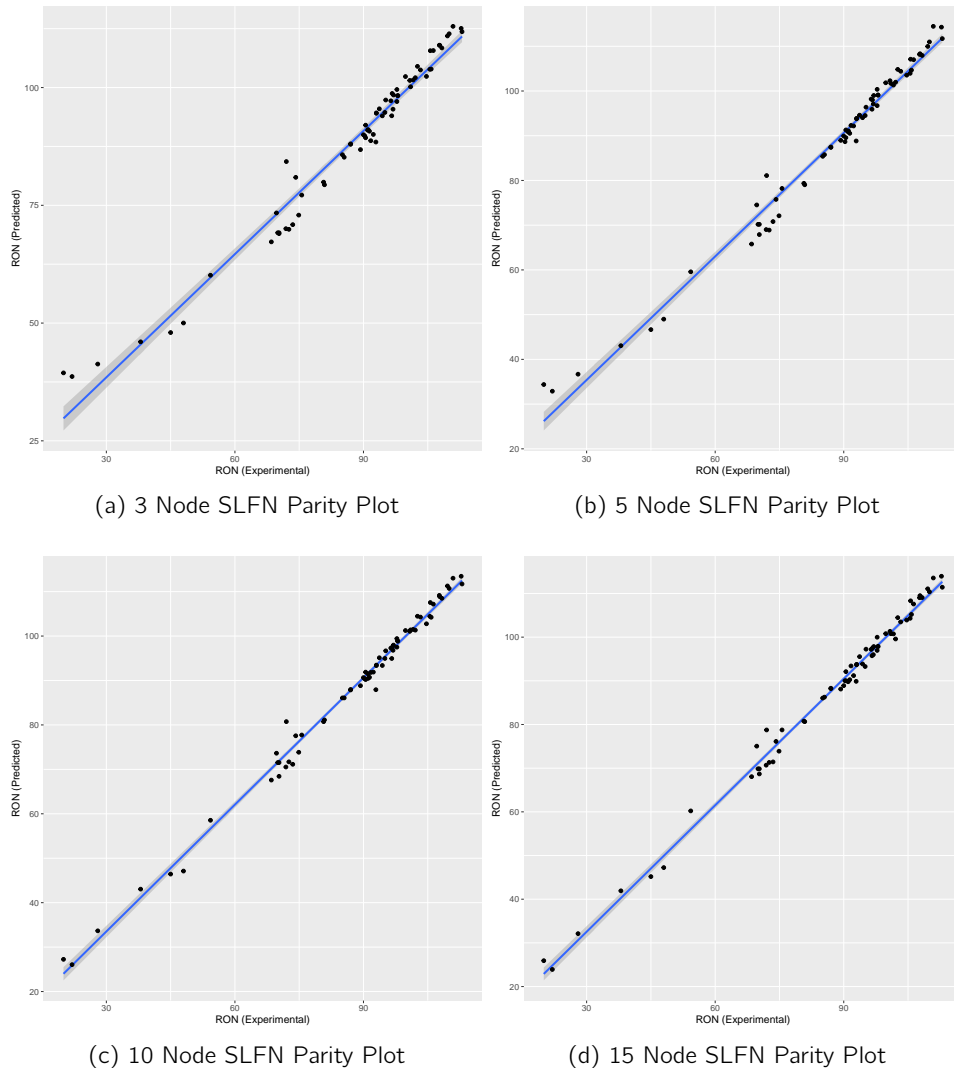 100
75
50
25
RON (Predicted)
30
60
90
RON (Experimental)
(a) 3 Node SLFN Parity Plot
100
80
60
40
20
RON (Predicted)
30
60
90
RON (Experimental)
(b) 5 Node SLFN Parity Plot
100
80
60
40
20
RON (Predicted)
30
60
90
RON (Experimental)
(c) 10 Node SLFN Parity Plot
100
80
60
40
20
RON (Predicted)
30
60
90
RON (Experimental)
(d) 15 Node SLFN Parity Plot